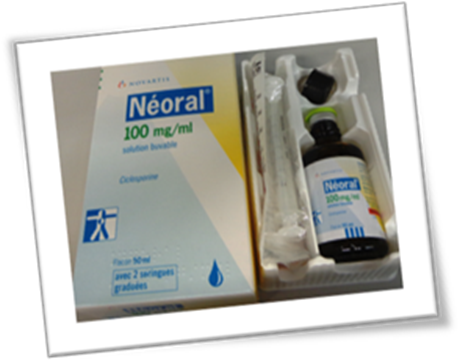 NOVARTIS
Néoral®
100 mg/ml
solution buvable
Ciclosporine
Flacon 50 ml
avec 2 seringues
graduées
Néoral
100 mg/ml